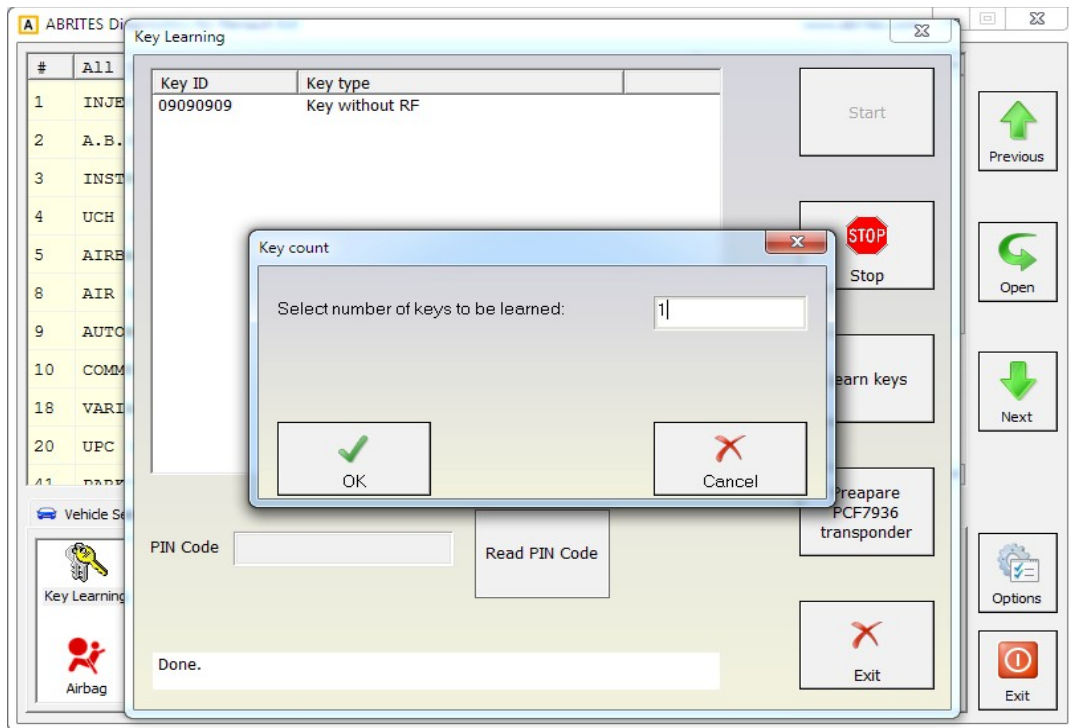 A ABRITES Di
Key Learning
# All
1 INJE
2 A.B.
3 INST
4 UCH
5 AIRB
8 AIR
9 AUTO
10 COMM
18 VARI
20 UPC
Vehicle Se
Key Learning
Airbag
Key ID Key type
09090909 Key without RF
Key count
Select number of keys to be learned:
1
OK
Cancel
PIN Code
Read PIN Code
Done.
Start
STOP
Stop
earn keys
Preapare
PCF7936
transponder
Exit
Previous
Open
Next
Options
Exit